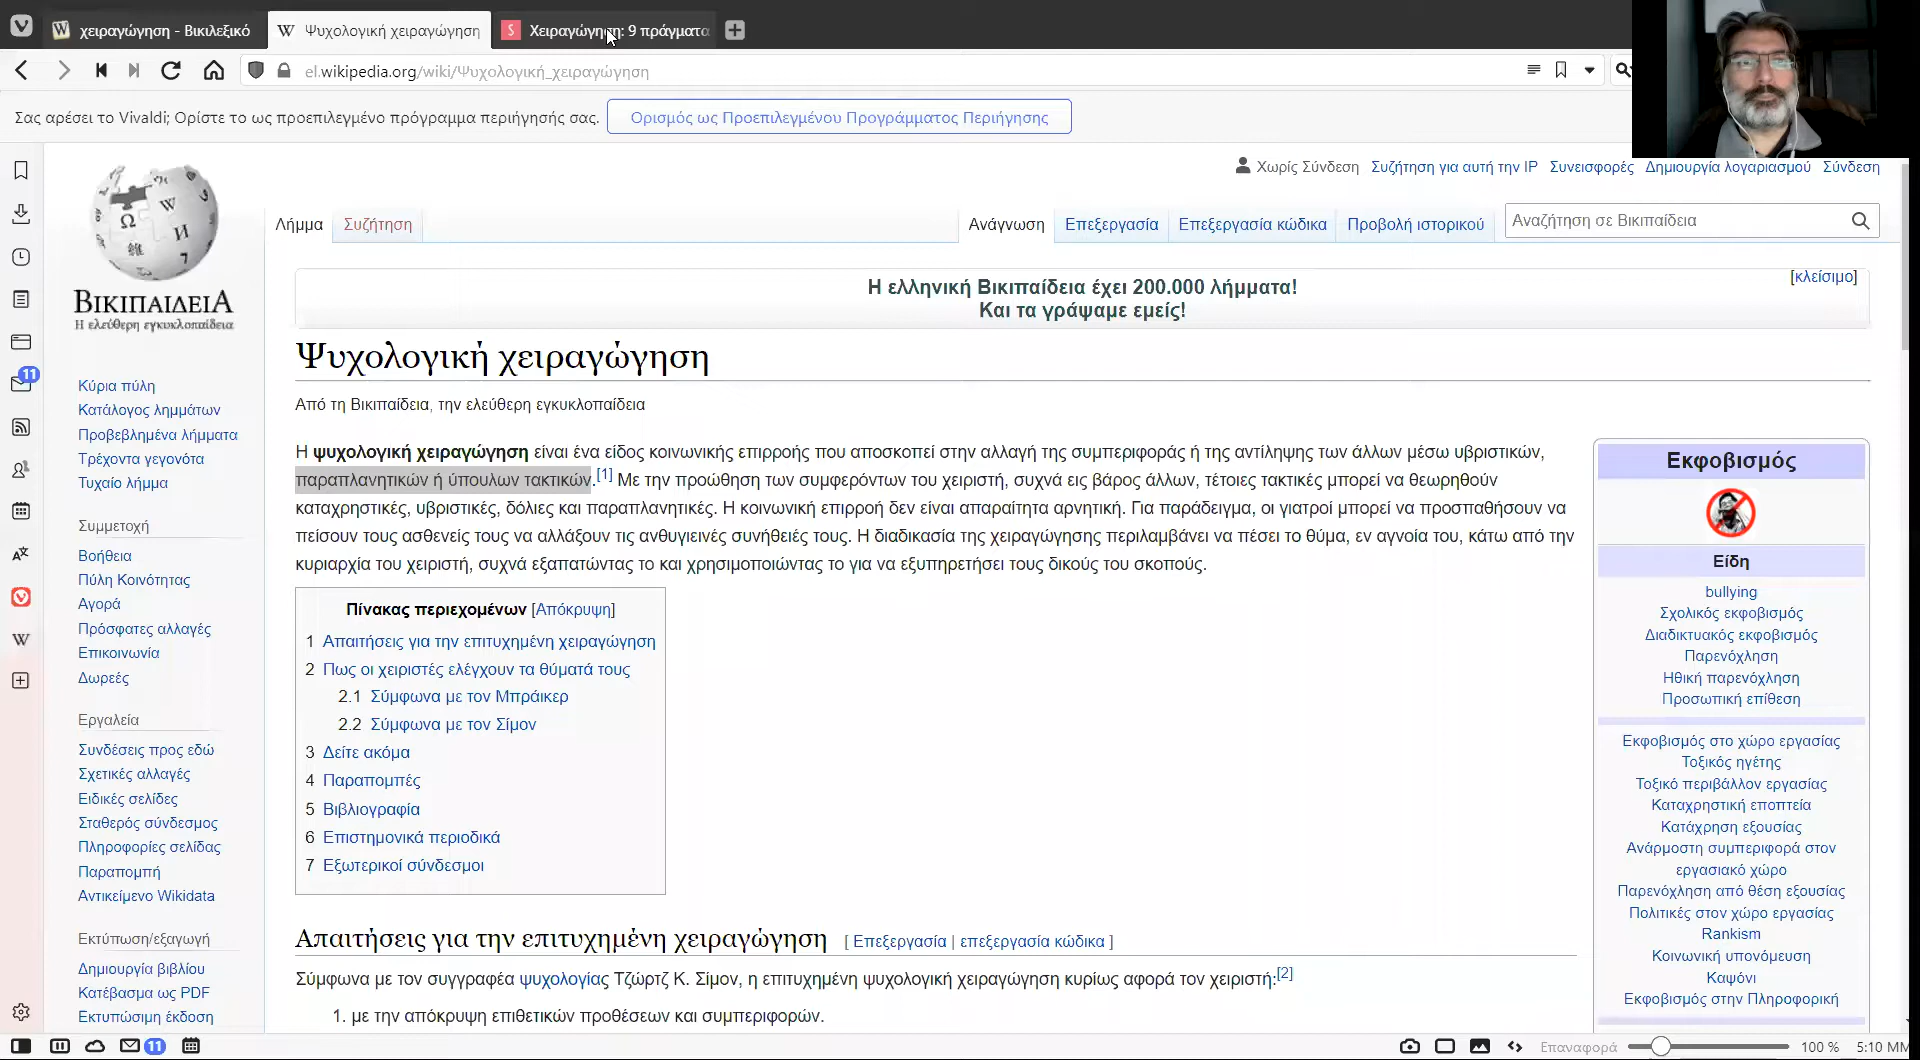 χειραγώγηση - Βικιλεξικό
Ψυχολογική χειραγώγηση
Χειραγώγηση: 9 πράγματα
el.wikipedia.org/wiki/Ψυχολογική_χειραγώγηση
Σας αρέσει το Vivaldi; Ορίστε το ως προεπιλεγμένο πρόγραμμα περιήγησής σας.
Ορισμός ως Προεπιλεγμένου Προγράμματος Περιήγησης
Χωρίς Σύνδεση Συζήτηση για αυτή την IP Συνεισφορές Δημιουργία λογαριασμού Σύνδεση
Λήμμα Συζήτηση
Ανάγνωση Επεξεργασία Επεξεργασία κώδικα Προβολή ιστορικού
Αναζήτηση σε Βικιπαίδεια
ΒΙΚΙΠΑΙΔΕΙΑ
Η ελεύθερη εγκυκλοπαίδεια
Κύρια πύλη
Κατάλογος λημμάτων
Προβεβλημένα λήμματα
Τρέχοντα γεγονότα
Τυχαίο λήμμα
Συμμετοχή
Βοήθεια
Πύλη Κοινότητας
Αγορά
Πρόσφατες αλλαγές
Επικοινωνία
Δωρεές
Εργαλεία
Συνδέσεις προς εδώ
Σχετικές αλλαγές
Ειδικές σελίδες
Σταθερός σύνδεσμος
Πληροφορίες σελίδας
Παραπομπή
Αντικείμενο Wikidata
Εκτύπωση/εξαγωγή
Δημιουργία βιβλίου
Κατέβασμα ως PDF
Εκτυπώσιμη έκδοση
[κλείσιμο]
Η ελληνική Βικιπαίδεια έχει 200.000 λήμματα!
Και τα γράψαμε εμείς!
Ψυχολογική χειραγώγηση
Από τη Βικιπαίδεια, την ελεύθερη εγκυκλοπαίδεια
Η ψυχολογική χειραγώγηση είναι ένα είδος κοινωνικής επιρροής που αποσκοπεί στην αλλαγή της συμπεριφοράς ή της αντίληψης των άλλων μέσω υβριστικών,
παραπλανητικών ή ύπουλων τακτικών.[1] Με την προώθηση των συμφερόντων του χειριστή, συχνά εις βάρος άλλων, τέτοιες τακτικές μπορεί να θεωρηθούν
καταχρηστικές, υβριστικές, δόλιες και παραπλανητικές. Η κοινωνική επιρροή δεν είναι απαραίτητα αρνητική. Για παράδειγμα, οι γιατροί μπορεί να προσπαθήσουν να
πείσουν τους ασθενείς τους να αλλάξουν τις ανθυγιεινές συνήθειές τους. Η διαδικασία της χειραγώγησης περιλαμβάνει να πέσει το θύμα, εν αγνοία του, κάτω από την
κυριαρχία του χειριστή, συχνά εξαπατώντας το και χρησιμοποιώντας το για να εξυπηρετήσει τους δικούς του σκοπούς.
Πίνακας περιεχομένων [Απόκρυψη]
1 Απαιτήσεις για την επιτυχημένη χειραγώγηση
2 Πως οι χειριστές ελέγχουν τα θύματά τους
2.1 Σύμφωνα με τον Μπράικερ
2.2 Σύμφωνα με τον Σίμον
3 Δείτε ακόμα
4 Παραπομπές
5 Βιβλιογραφία
6 Επιστημονικά περιοδικά
7 Εξωτερικοί σύνδεσμοι
Απαιτήσεις για την επιτυχημένη χειραγώγηση [ Επεξεργασία | επεξεργασία κώδικα ]
Σύμφωνα με τον συγγραφέα ψυχολογίας Τζώρτζ Κ. Σίμον, η επιτυχημένη ψυχολογική χειραγώγηση κυρίως αφορά τον χειριστή:[2]
1. με την απόκρυψη επιθετικών προθέσεων και συμπεριφορών.
Εκφοβισμός
Είδη
bullying
Σχολικός εκφοβισμός
Διαδικτυακός εκφοβισμός
Παρενόχληση
Ηθική παρενόχληση
Προσωπική επίθεση
Εκφοβισμός στο χώρο εργασίας
Τοξικός ηγέτης
Τοξικό περιβάλλον εργασίας
Καταχρηστική εποπτεία
Κατάχρηση εξουσίας
Ανάρμοστη συμπεριφορά στον
εργασιακό χώρο
Παρενόχληση από θέση εξουσίας
Πολιτικές στον χώρο εργασίας
Rankism
Κοινωνική υπονόμευση
Καψόνι
Εκφοβισμός στην Πληροφορική
11
11
Επαναφορά 100 % 5:10 ΜΜ